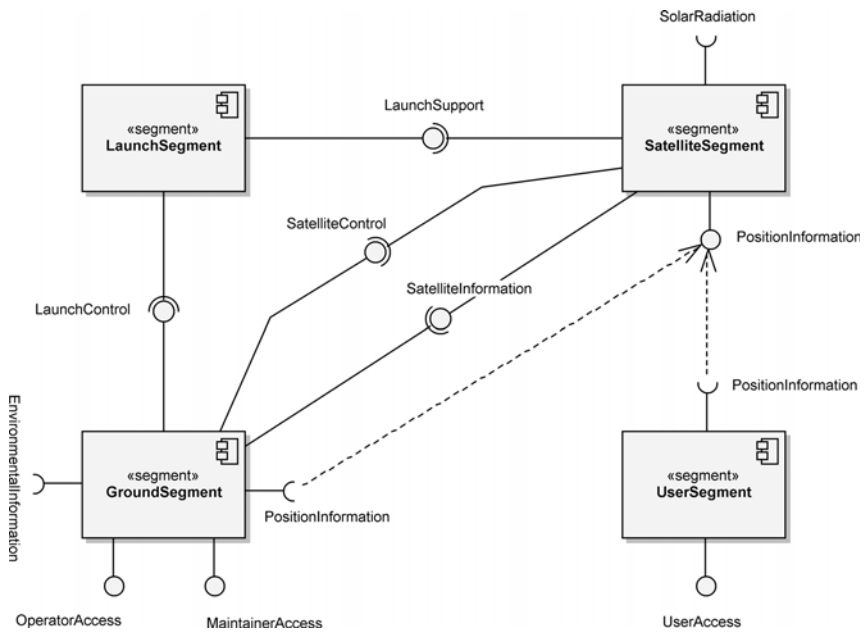 SolarRadiation
LaunchSupport
«segment»
LaunchSegment
«segment»
SatelliteSegment
SatelliteControl
PositionInformation
SatelliteInformation
LaunchControl
PositionInformation
EnvironmentalInformation
«segment»
GroundSegment
«segment»
UserSegment
PositionInformation
OperatorAccess
MaintainerAccess
UserAccess